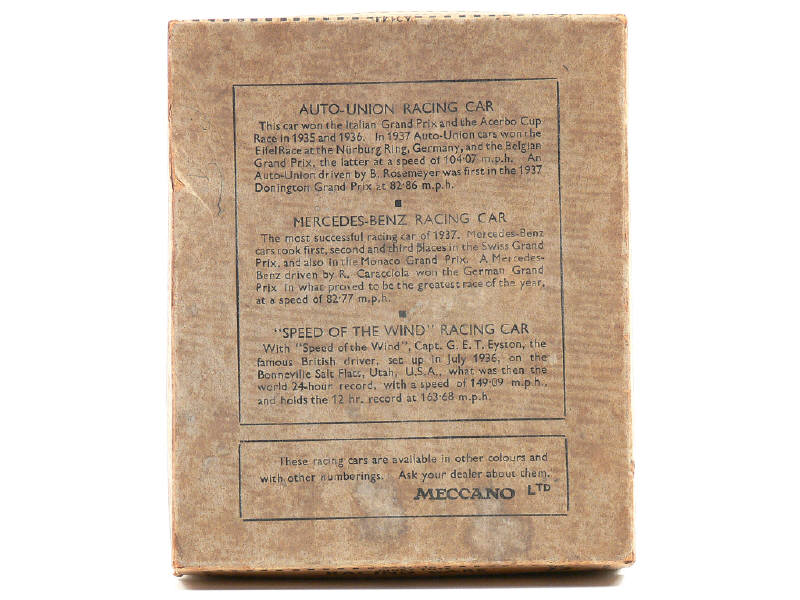 AUTO-UNION RACING CAR
This car won the Italian Grand Prix and the Acerbo Cup
Race in 1935 and 1936. In 1937 Auto-Union cars won the
Eifel Race at the Nürburg Ring, Germany, and the Belgian
Grand Prix, the latter at a speed of 104·07 m.p.h. An
Auto-Union driven by B. Rosemeyer was first in the 1937
Donington Grand Prix at 82·86 m.p.h.
MERCEDES-BENZ RACING CAR
The most successful racing car of 1937. Mercedes-Benz
cars took first, second and third places in the Swiss Grand
Prix, and also in the Monaco Grand Prix. A Mercedes-
Benz driven by R. Caracciola won the German Grand
Prix in what proved to be the greatest race of the year,
at a speed of 82·77 m.p.h.
"SPEED OF THE WIND" RACING CAR
With "Speed of the Wind", Capt. G. E. T. Eyston, the
famous British driver, set up in July 1936, on the
Bonneville Salt Flats, Utah, U.S.A., what was then the
world 24-hour record, with a speed of 149·09 m.p.h.,
and holds the 12 hr. record at 163·68 m.p.h.
These racing cars are available in other colours and
with other numberings. Ask your dealer about them.
MECCANO LTD